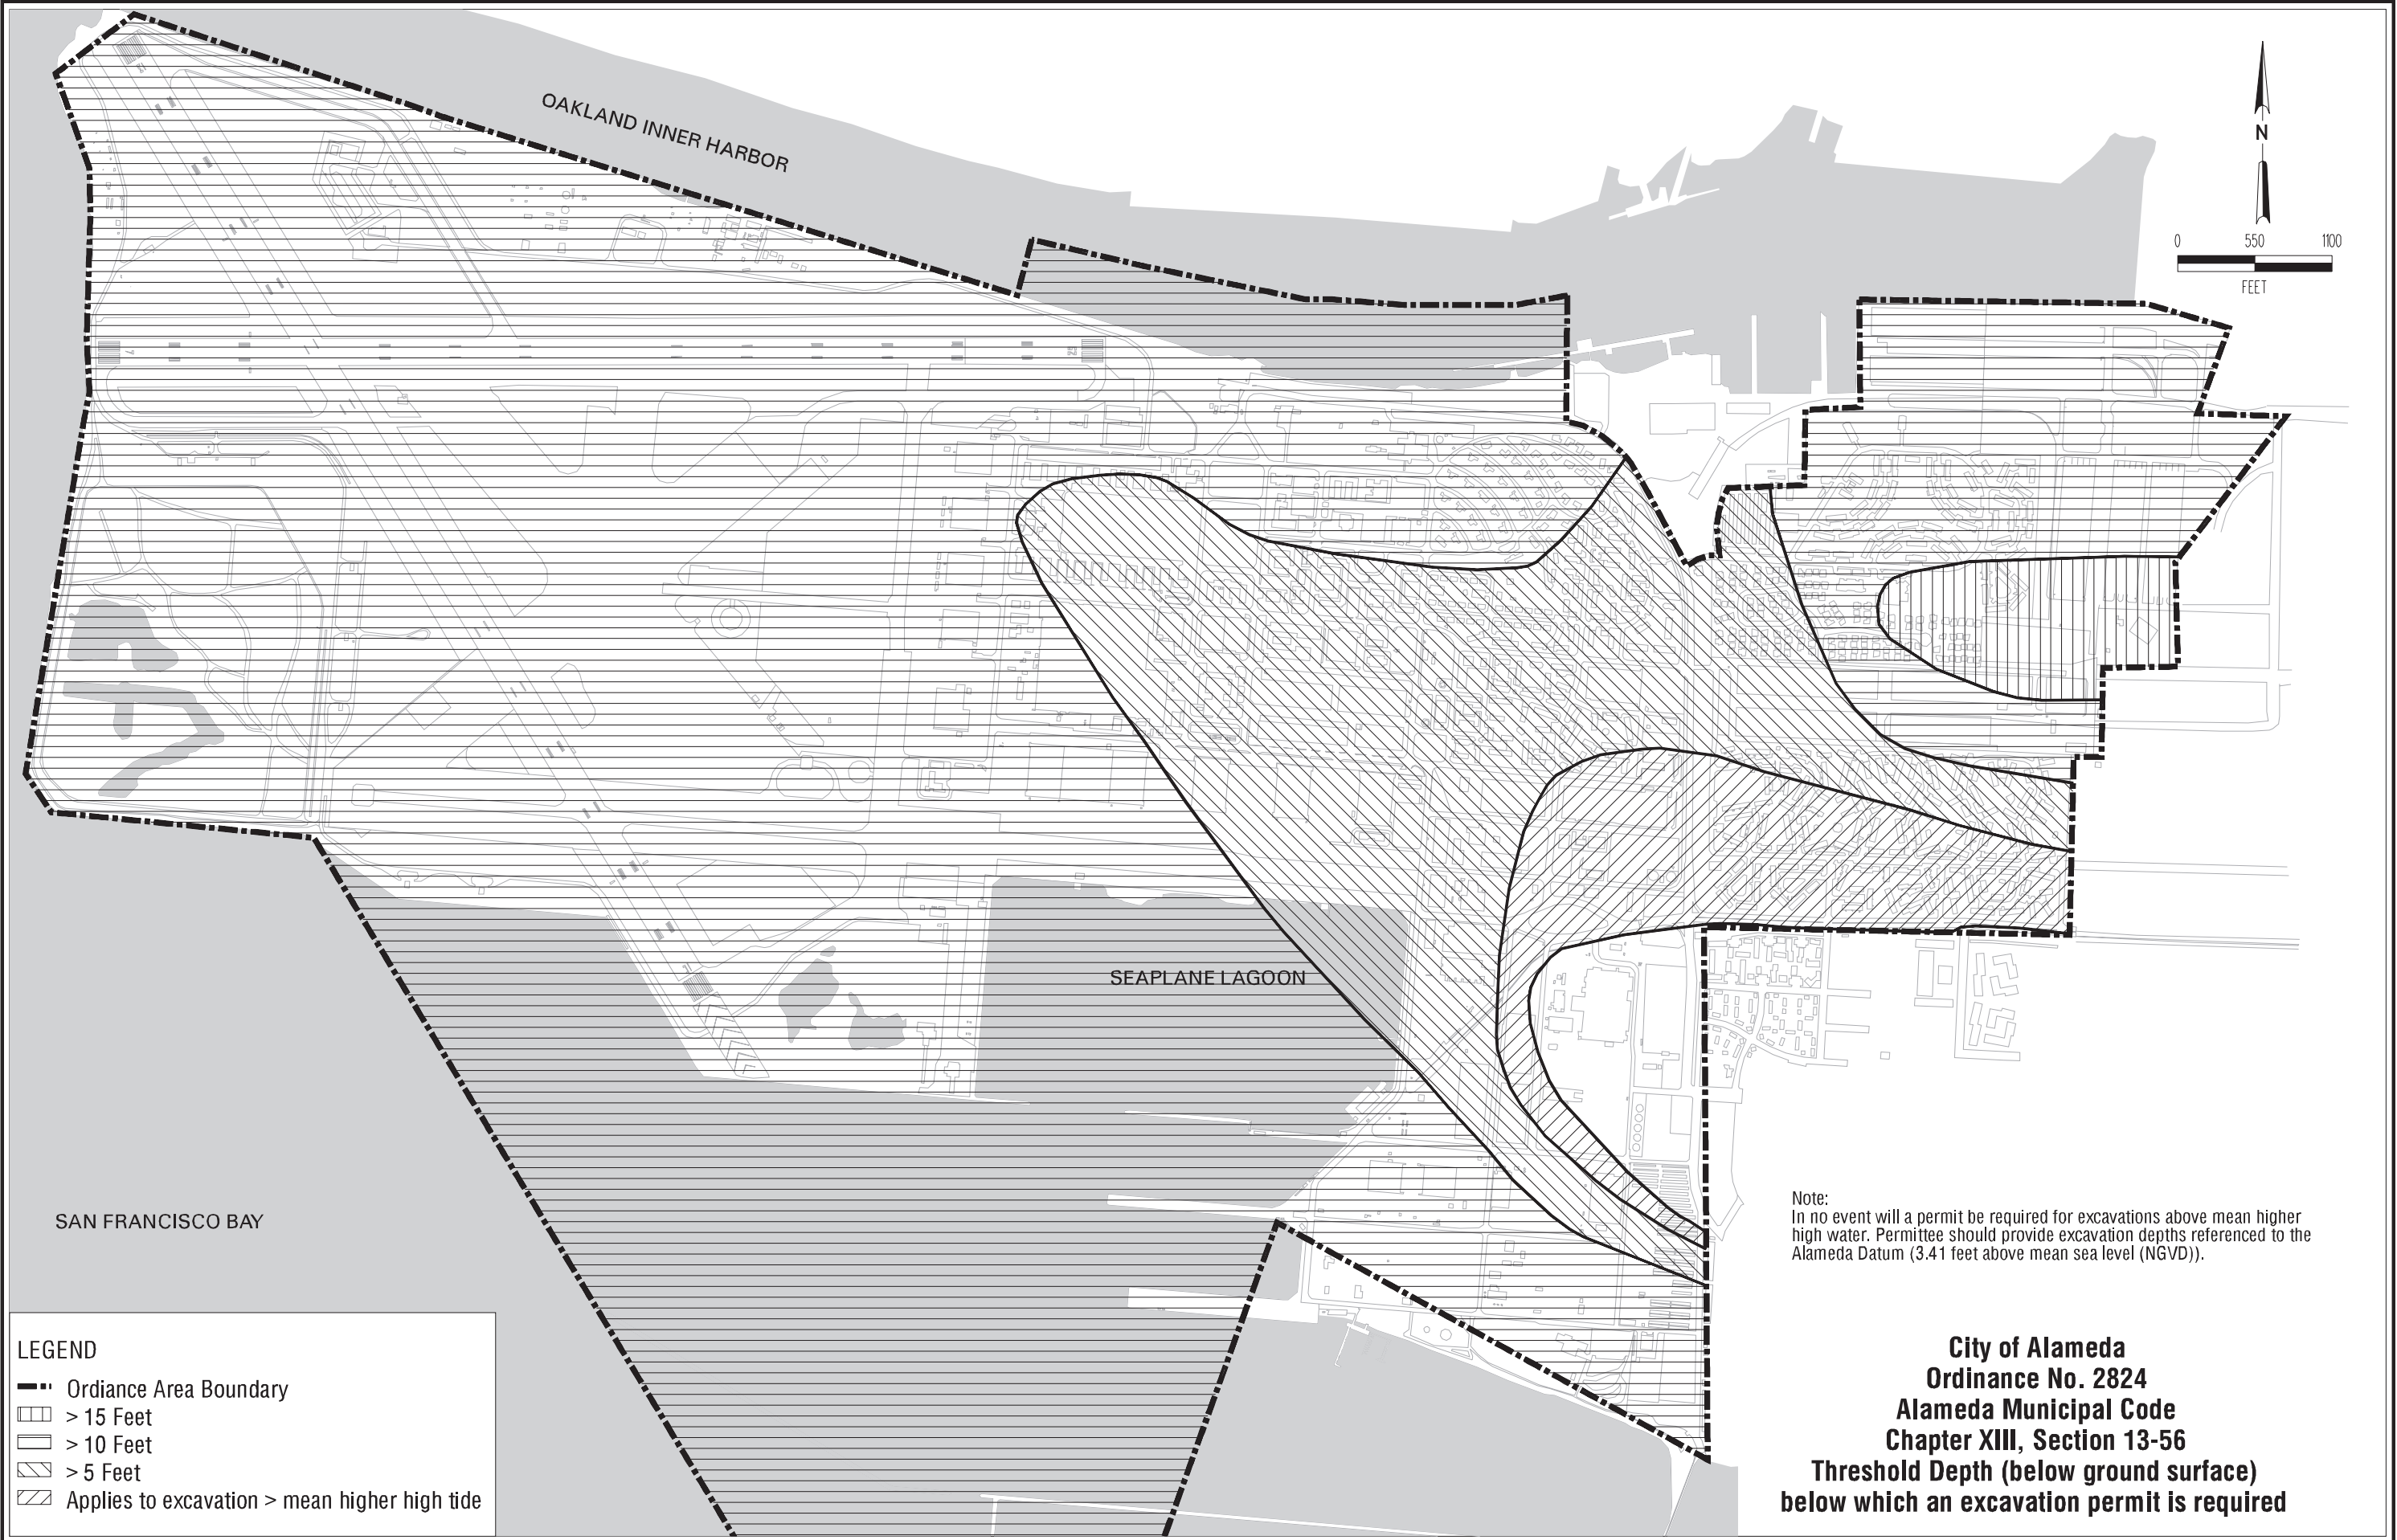 OAKLAND INNER HARBOR
N
0 550 1100
FEET
SEAPLANE LAGOON
SAN FRANCISCO BAY
Note:
In no event will a permit be required for excavations above mean higher
high water. Permittee should provide excavation depths referenced to the
Alameda Datum (3.41 feet above mean sea level (NGVD)).
LEGEND
Ordiance Area Boundary
> 15 Feet
> 10 Feet
> 5 Feet
Applies to excavation > mean higher high tide
City of Alameda
Ordinance No. 2824
Alameda Municipal Code
Chapter XIII, Section 13-56
Threshold Depth (below ground surface)
below which an excavation permit is required